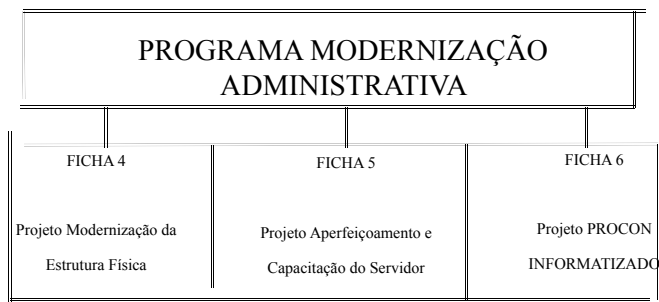 PROGRAMA MODERNIZAÇÃO
ADMINISTRATIVA
FICHA 4
Projeto Modernização da
Estrutura Física
FICHA 5
Projeto Aperfeiçoamento e
Capacitação do Servidor
FICHA 6
Projeto PROCON
INFORMATIZADO